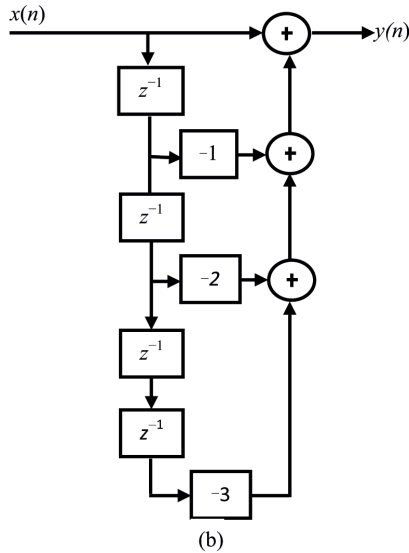 x(n)
+
y(n)
z⁻¹
-1
+
z⁻¹
-2
+
z⁻¹
z⁻¹
-3
(b)